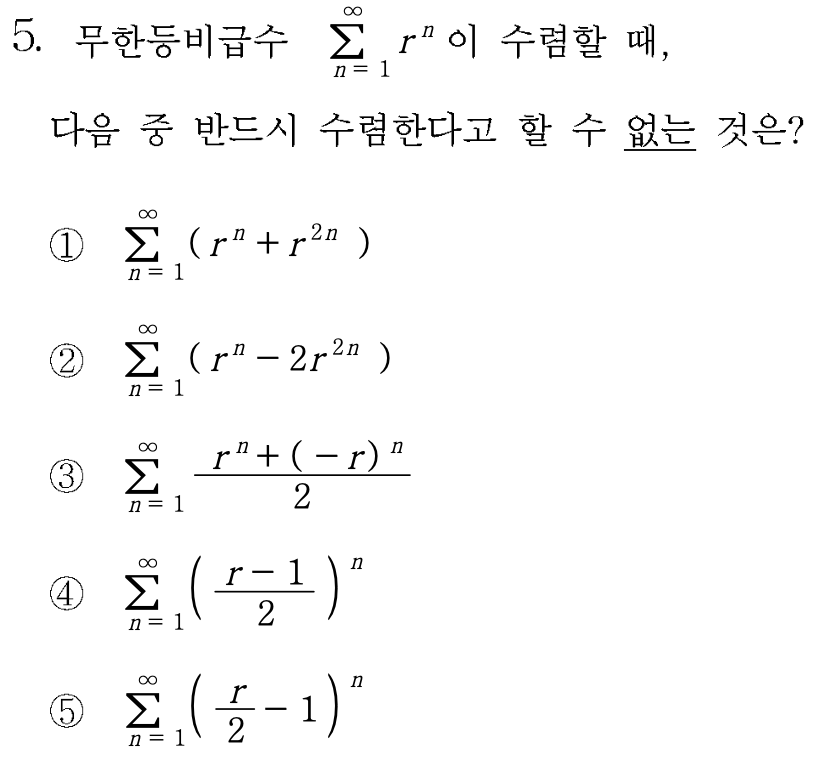 5. 무한등비급수 $\sum_{n=1}^{\infty} r^n$ 이 수렴할 때,
다음 중 반드시 수렴한다고 할 수 없는 것은?
① $\sum_{n=1}^{\infty} (r^n + r^{2n})$
② $\sum_{n=1}^{\infty} (r^n - 2r^{2n})$
③ $\sum_{n=1}^{\infty} \frac{r^n + (-r)^n}{2}$
④ $\sum_{n=1}^{\infty} \left(\frac{r-1}{2}\right)^n$
⑤ $\sum_{n=1}^{\infty} \left(\frac{r}{2} - 1\right)^n$